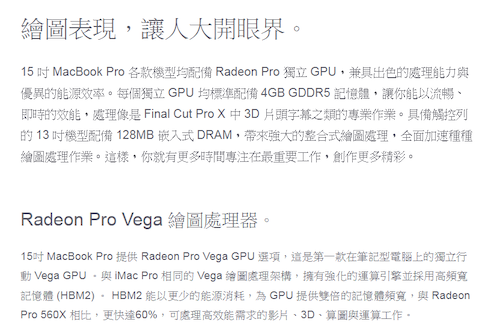 繪圖表現，讓人大開眼界。
15 吋 MacBook Pro 各款機型均配備 Radeon Pro 獨立 GPU，兼具出色的處理能力與
優異的能源效率。每個獨立 GPU 均標準配備 4GB GDDR5 記憶體，讓你能以流暢、
即時的效能，處理像是 Final Cut Pro X 中 3D 片頭字幕之類的專業作業。具備觸控列
的 13 吋機型配備 128MB 嵌入式 DRAM，帶來強大的整合式繪圖處理，全面加速種種
繪圖處理作業。這樣，你就有更多時間專注在最重要工作，創作更多精彩。
Radeon Pro Vega 繪圖處理器。
15吋 MacBook Pro 提供 Radeon Pro Vega GPU 選項，這是第一款在筆記型電腦上的獨立行
動 Vega GPU 。與 iMac Pro 相同的 Vega 繪圖處理架構，擁有強化的運算引擎並採用高頻寬
記憶體 (HBM2) 。 HBM2 能以更少的能源消耗，為 GPU 提供雙倍的記憶體頻寬，與 Radeon
Pro 560X 相比，更快達60%，可處理高效能需求的影片、3D、算圖與運算工作。